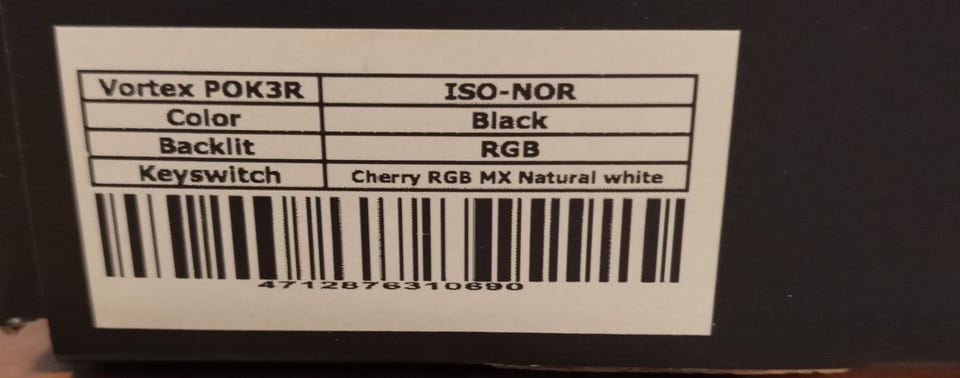 Vortex POK3R ISO-NOR
Color Black
Backlit RGB
Keyswitch Cherry RGB MX Natural white
4712876310690